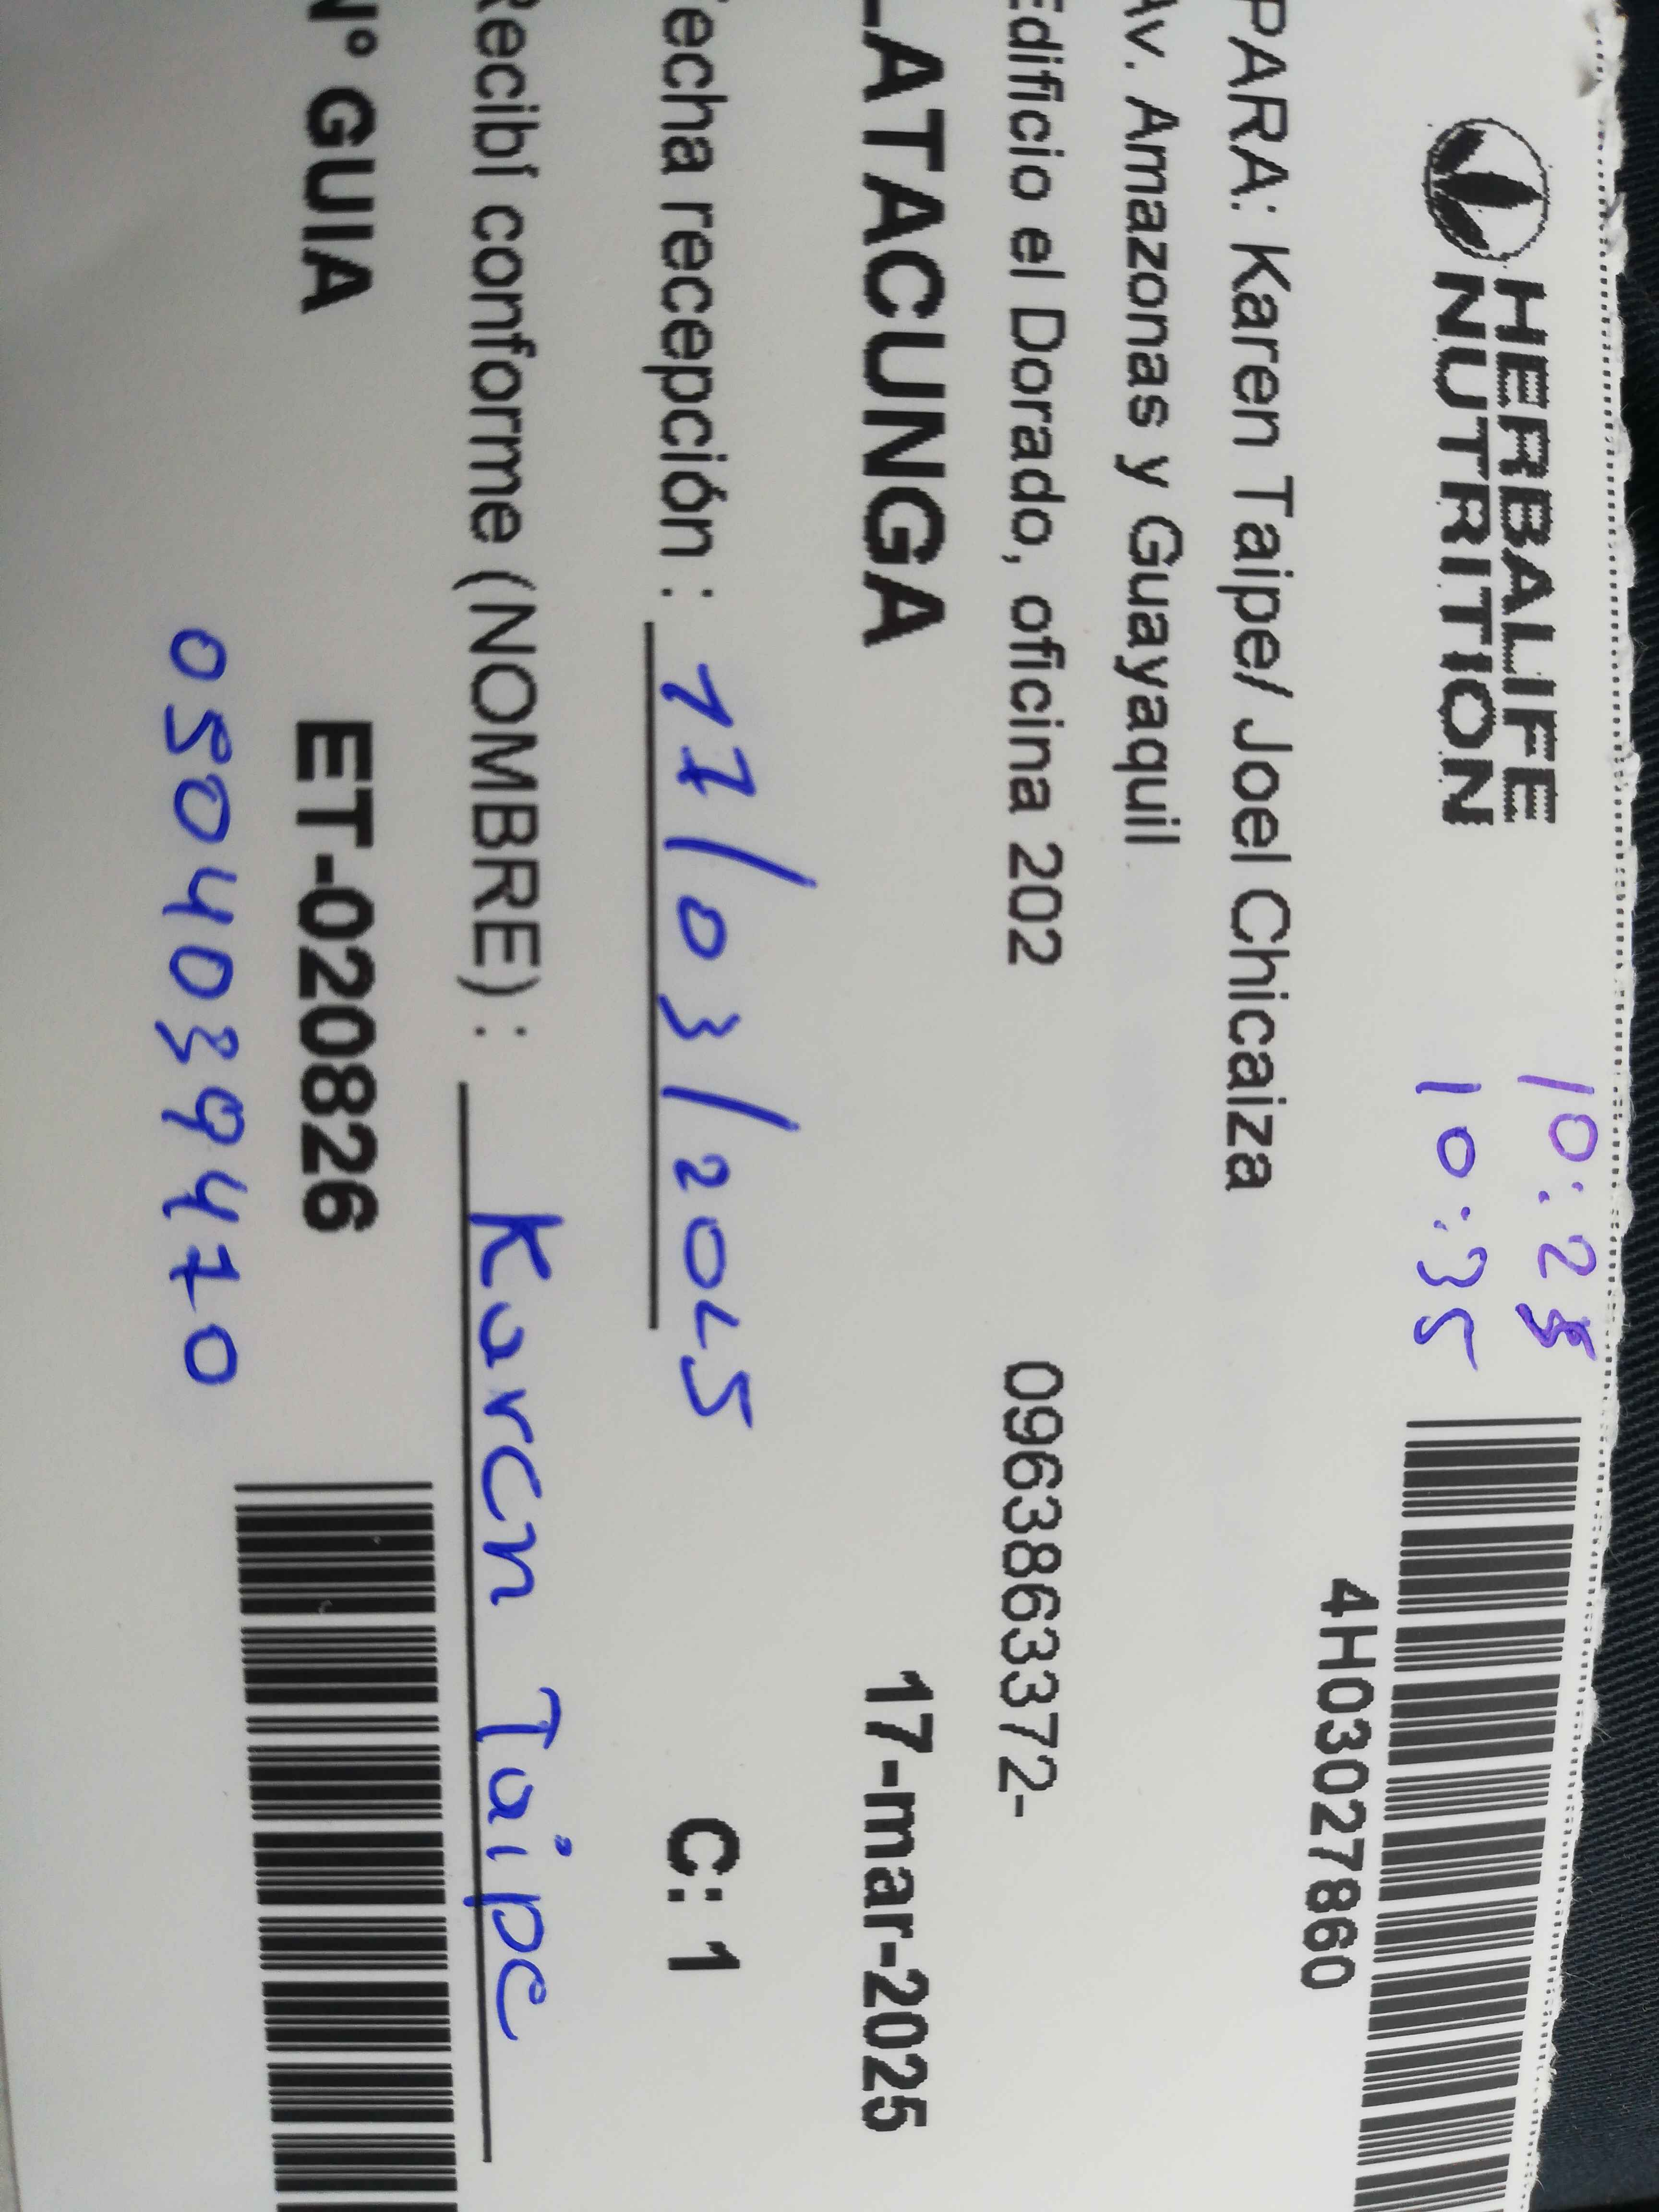 HERBALIFE
NUTRITION
10:25
10:35
4H03027860
PARA: Karen Taipe/ Joel Chicaiza
Av. Amazonas y Guayaquil
Edificio el Dorado, oficina 202 0963863372-
LATACUNGA 17-mar-2025
Fecha recepción : 17/03/2025 C: 1
Recibí conforme (NOMBRE) : Karen Taipe
N° GUIA ET-020826
0504039470